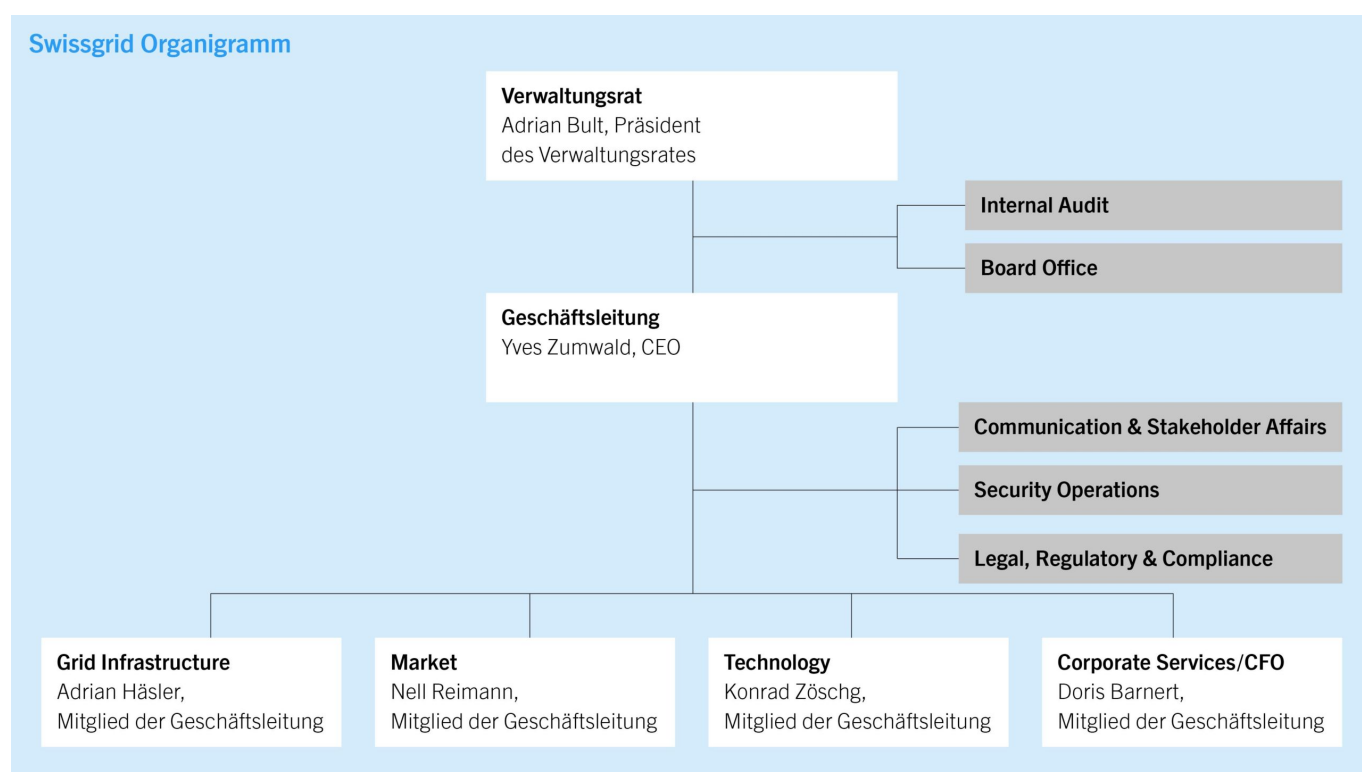 Swissgrid Organigramm
Verwaltungsrat
Adrian Bult, Präsident
des Verwaltungsrates
Internal Audit
Board Office
Geschäftsleitung
Yves Zumwald, CEO
Communication & Stakeholder Affairs
Security Operations
Legal, Regulatory & Compliance
Grid Infrastructure
Adrian Häsler,
Mitglied der Geschäftsleitung
Market
Nell Reimann,
Mitglied der Geschäftsleitung
Technology
Konrad Zöschg,
Mitglied der Geschäftsleitung
Corporate Services/CFO
Doris Barnert,
Mitglied der Geschäftsleitung